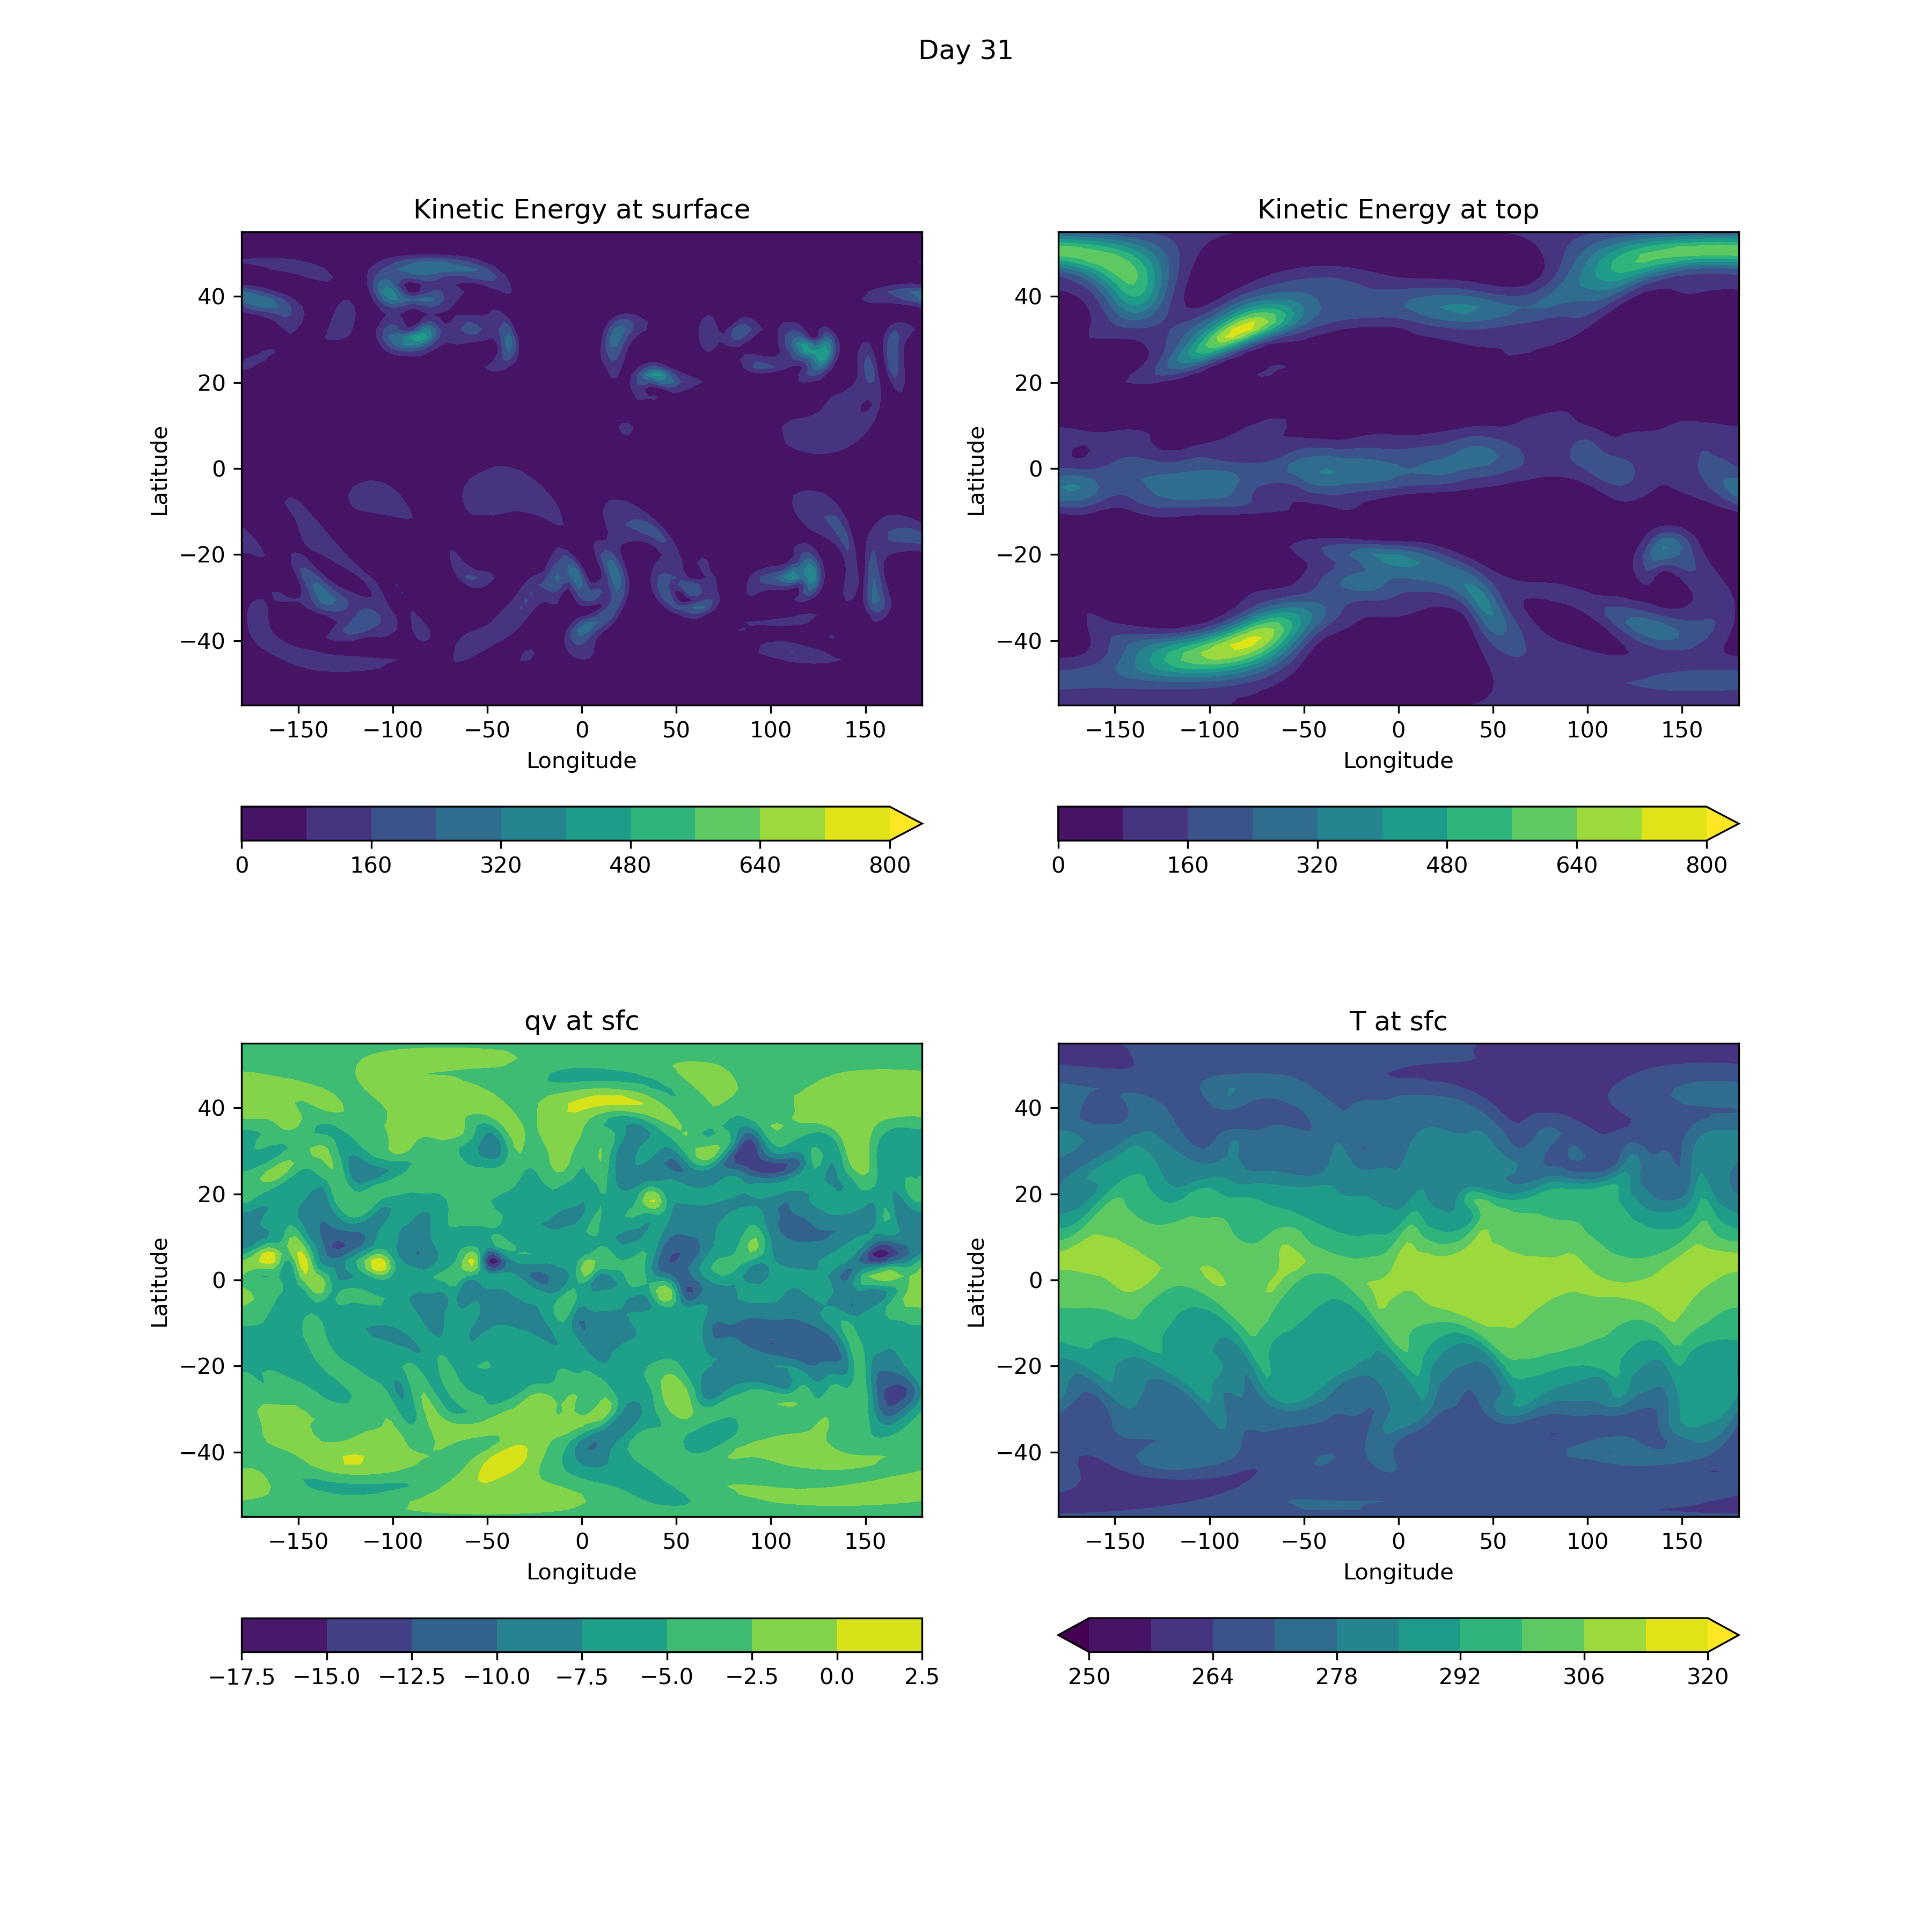 Day 31
Kinetic Energy at surface
Kinetic Energy at top
40
20
0
−20
−40
Latitude
−150 −100 −50 0 50 100 150
Longitude
0 160 320 480 640 800
40
20
0
−20
−40
Latitude
−150 −100 −50 0 50 100 150
Longitude
0 160 320 480 640 800
qv at sfc
T at sfc
40
20
0
−20
−40
Latitude
−150 −100 −50 0 50 100 150
Longitude
−17.5 −15.0 −12.5 −10.0 −7.5 −5.0 −2.5 0.0 2.5
40
20
0
−20
−40
Latitude
−150 −100 −50 0 50 100 150
Longitude
250 264 278 292 306 320